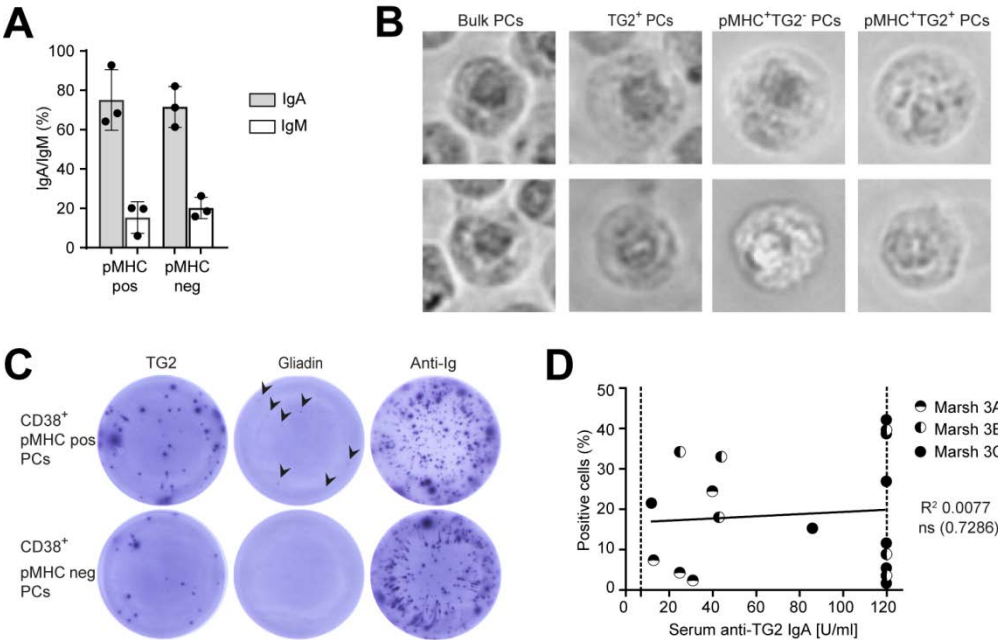 A
IgA/IgM (%)
100
80
60
40
20
0
pMHC pos
pMHC neg
IgA
IgM
B
Bulk PCs
TG2⁺ PCs
pMHC⁺TG2⁻ PCs
pMHC⁺TG2⁺ PCs
C
TG2
Gliadin
Anti-Ig
CD38⁺
pMHC pos
PCs
CD38⁺
pMHC neg
PCs
D
Positive cells (%)
50
40
30
20
10
0
0 20 40 60 80 100 120
Serum anti-TG2 IgA [U/ml]
Marsh 3A
Marsh 3B
Marsh 3C
R² 0.0077
ns (0.7286)